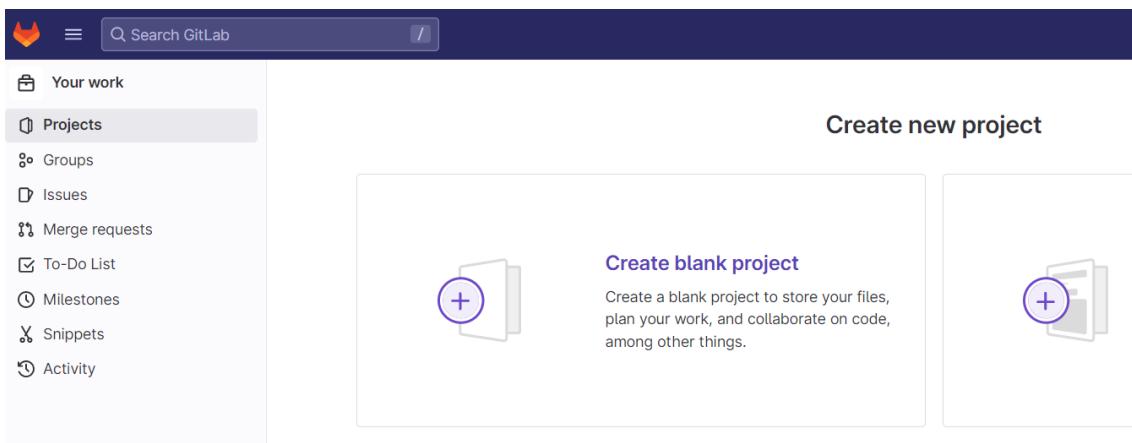 Search GitLab
/
Your work
Projects
Groups
Issues
Merge requests
To-Do List
Milestones
Snippets
Activity
Create new project
Create blank project
Create a blank project to store your files,
plan your work, and collaborate on code,
among other things.